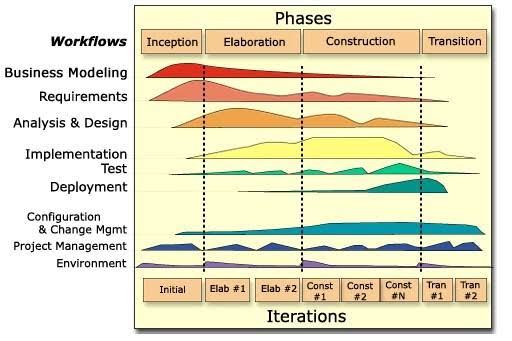 Phases
Workflows
Inception Elaboration Construction Transition
Business Modeling
Requirements
Analysis & Design
Implementation
Test
Deployment
Configuration
& Change Mgmt
Project Management
Environment
Initial Elab #1 Elab #2 Const #1 Const #2 Const #N Tran #1 Tran #2
Iterations